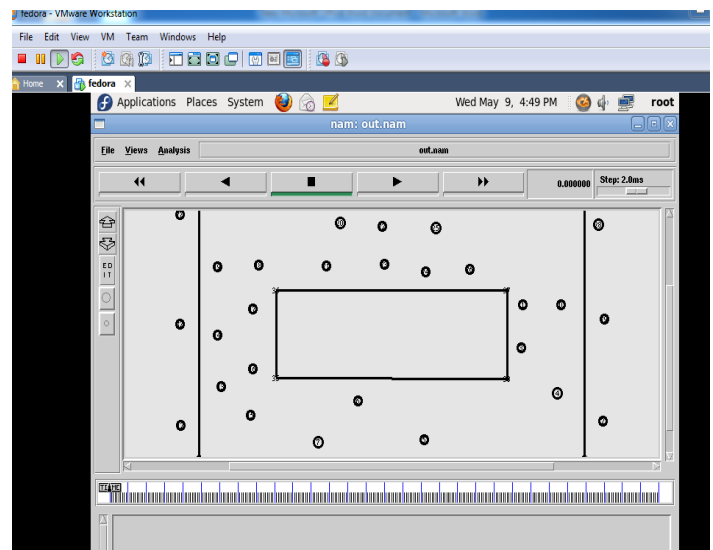 fedora - VMware Workstation
File Edit View VM Team Windows Help
Home fedora
Applications Places System Wed May 9, 4:49 PM root
nam: out.nam
File Views Analysis out.nam
0.000000 Step: 2.0ms
ED
IT
TIME